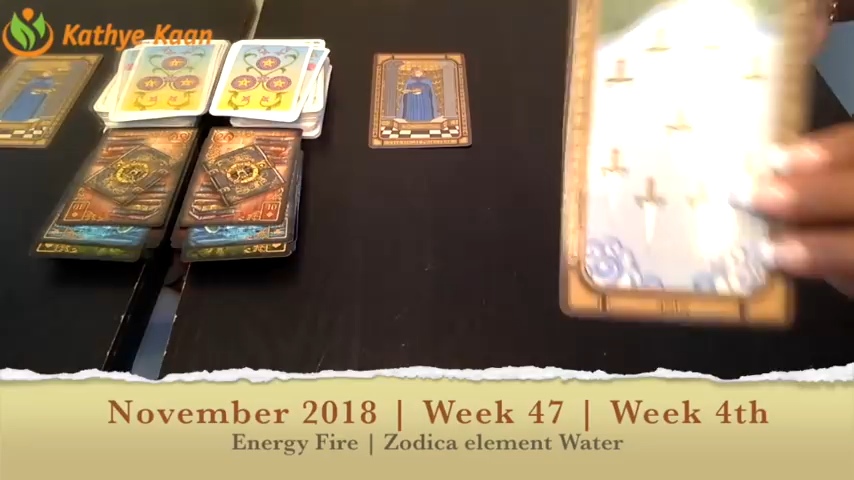 Kathye Kaan
November 2018 | Week 47 | Week 4th
Energy Fire | Zodica element Water